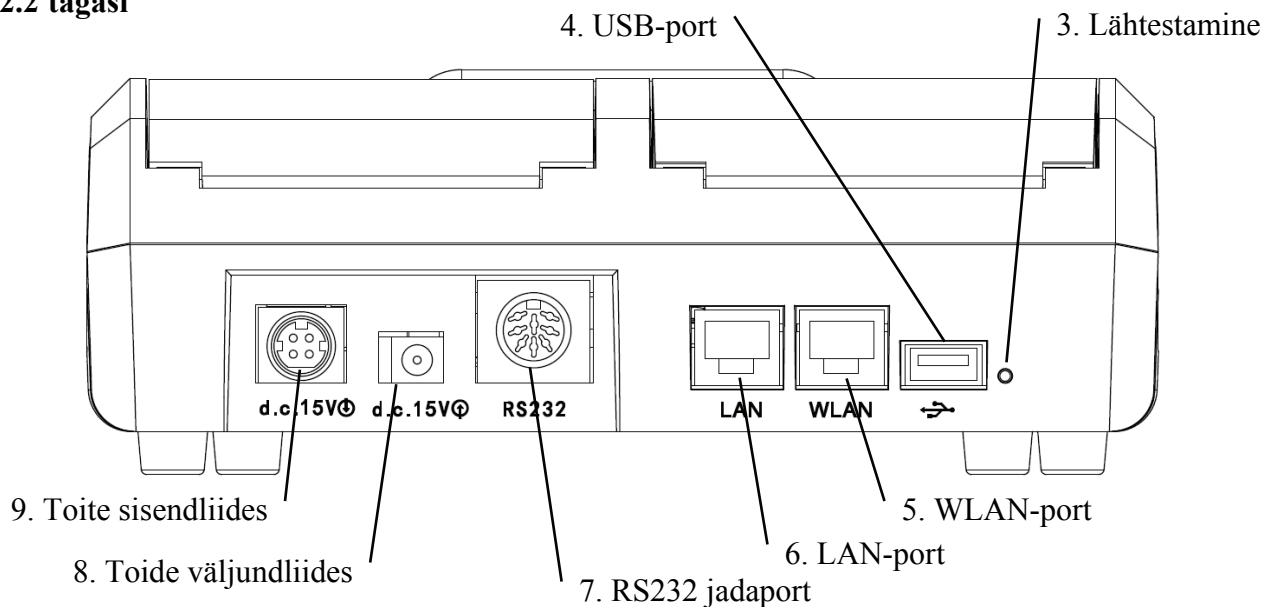 2.2 tagasi
4. USB-port
3. Lähtestamine
d.c.15V
d.c.15V
RS232
LAN
WLAN
9. Toite sisendliides
5. WLAN-port
6. LAN-port
8. Toide väljundliides
7. RS232 jadaport